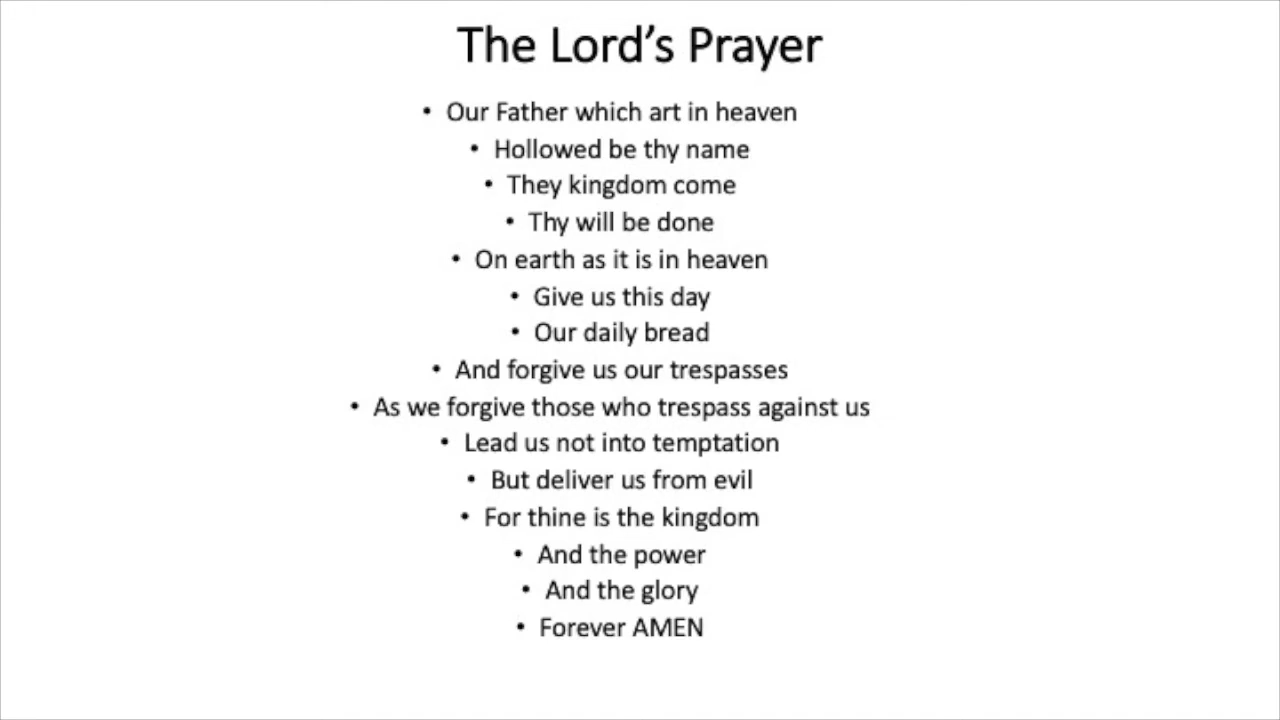 The Lord's Prayer
• Our Father which art in heaven
• Hollowed be thy name
• They kingdom come
• Thy will be done
• On earth as it is in heaven
• Give us this day
• Our daily bread
• And forgive us our trespasses
• As we forgive those who trespass against us
• Lead us not into temptation
• But deliver us from evil
• For thine is the kingdom
• And the power
• And the glory
• Forever AMEN